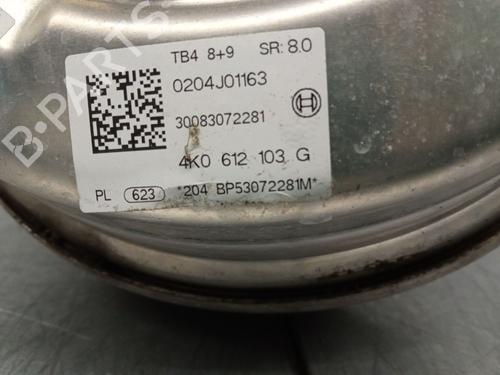 TB4 8+9 SR: 8.0
0204J01163
30083072281
4K0 612 103 G
PL 623 *204 BP53072281M*
B-PARTS